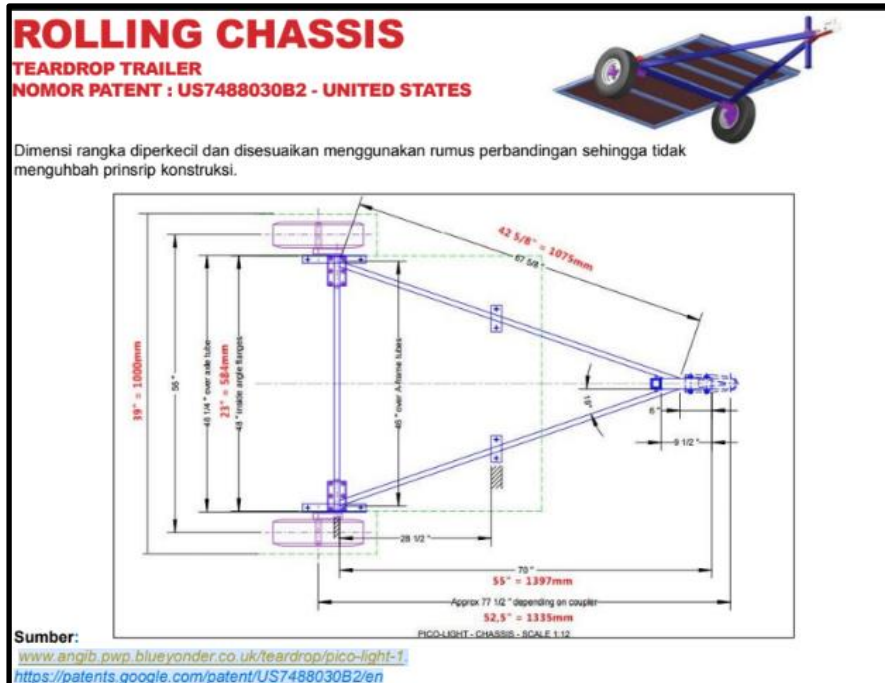 ROLLING CHASSIS
TEARDROP TRAILER
NOMOR PATENT : US7488030B2 - UNITED STATES
Dimensi rangka diperkecil dan disesuaikan menggunakan rumus perbandingan sehingga tidak
menguhbah prinsrip konstruksi.
42 5/8" = 1075mm
67 5/8 "
39" = 1000mm
56 "
48 1/4 " over axle tube
23" = 584mm
48 " inside angle flanges
46" over A-frame tubes
19°
6 "
9 1/2 "
28 1/2 "
70 "
55" = 1397mm
Approx 77 1/2 " depending on coupler
52,5" = 1335mm
PICO-LIGHT - CHASSIS - SCALE 1:12
Sumber:
www.angib.pwp.blueyonder.co.uk/teardrop/pico-light-1.
https://patents.google.com/patent/US7488030B2/en